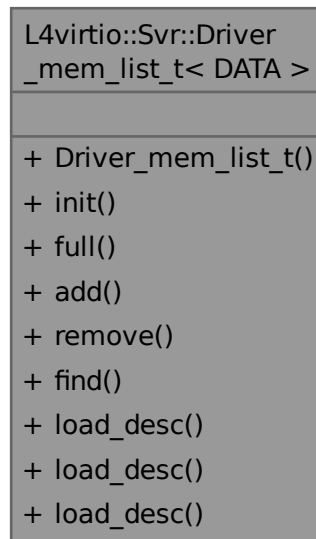 L4virtio::Svr::Driver
_mem_list_t< DATA >
+ Driver_mem_list_t()
+ init()
+ full()
+ add()
+ remove()
+ find()
+ load_desc()
+ load_desc()
+ load_desc()